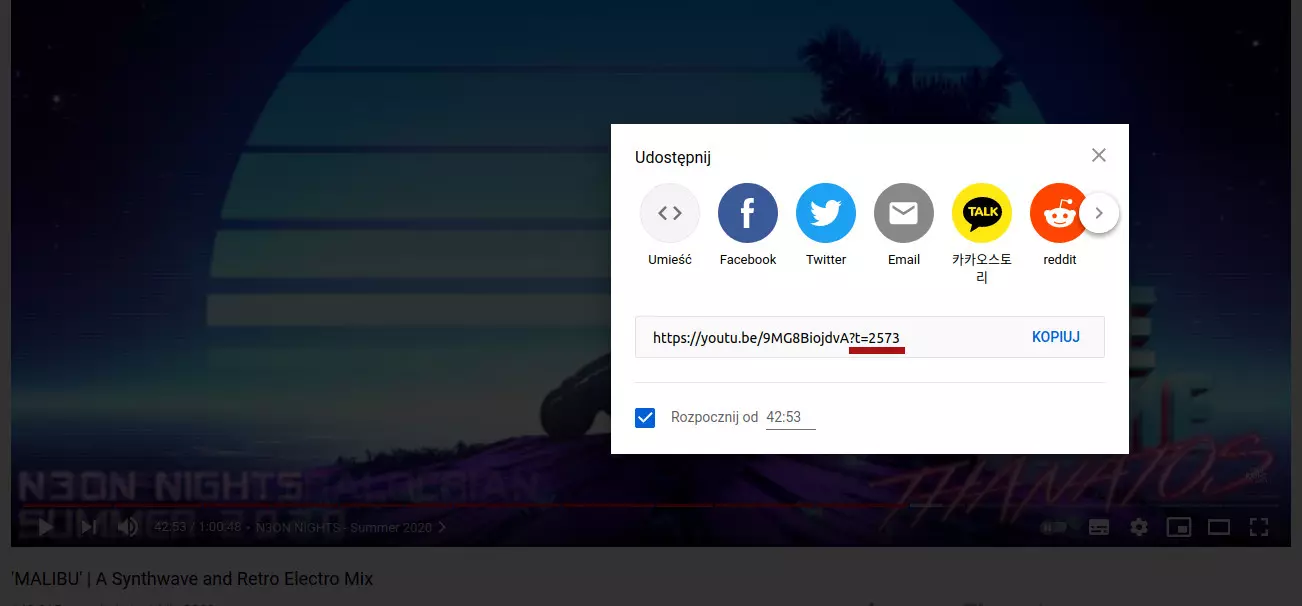 Udostępnij
TALK
Umieść
Facebook
Twitter
Email
카카오스토
리
reddit
https://youtu.be/9MG8BiojdvA?t=2573
KOPIUJ
Rozpocznij od 42:53
N3ON NIGHTS
THANATOS
42:53 / 1:00:48 • N3ON NIGHTS - Summer 2020
'MALIBU' | A Synthwave and Retro Electro Mix